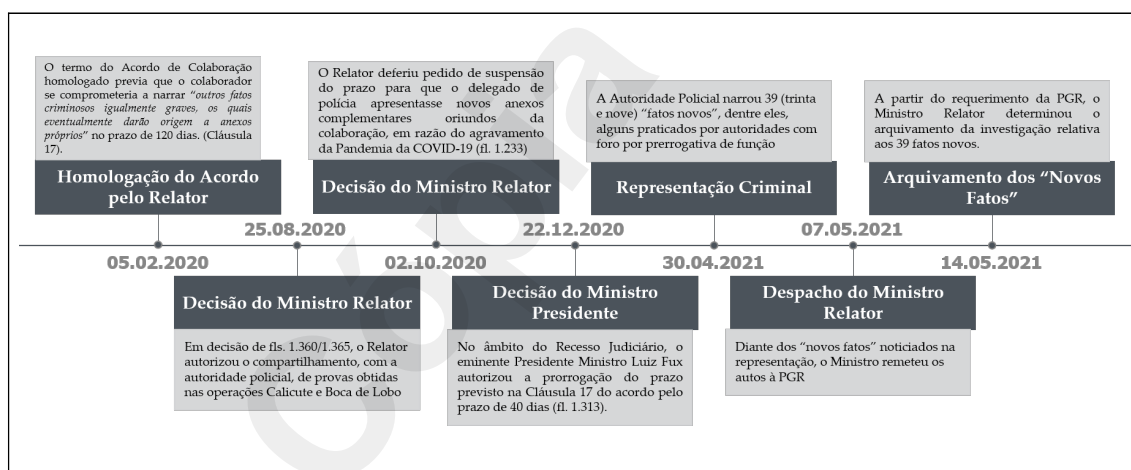 O termo do Acordo de Colaboração
homologado previa que o colaborador
se comprometeria a narrar “outros fatos
criminosos igualmente graves, os quais
eventualmente darão origem a anexos
próprios” no prazo de 120 dias. (Cláusula
17).
Homologação do Acordo
pelo Relator
05.02.2020
25.08.2020
Decisão do Ministro Relator
Em decisão de fls. 1.360/1.365, o Relator
autorizou o compartilhamento, com a
autoridade policial, de provas obtidas
nas operações Calicute e Boca de Lobo
O Relator deferiu pedido de suspensão
do prazo para que o delegado de
polícia apresentasse novos anexos
complementares oriundos da
colaboração, em razão do agravamento
da Pandemia da COVID-19 (fl. 1.233)
Decisão do Ministro Relator
02.10.2020
22.12.2020
Decisão do Ministro
Presidente
No âmbito do Recesso Judiciário, o
eminente Presidente Ministro Luiz Fux
autorizou a prorrogação do prazo
previsto na Cláusula 17 do acordo pelo
prazo de 40 dias (fl. 1.313).
A Autoridade Policial narrou 39 (trinta
e nove) “fatos novos”, dentre eles,
alguns praticados por autoridades com
foro por prerrogativa de função
Representação Criminal
30.04.2021
07.05.2021
Despacho do Ministro
Relator
Diante dos “novos fatos” noticiados na
representação, o Ministro remeteu os
autos à PGR
A partir do requerimento da PGR, o
Ministro Relator determinou o
arquivamento da investigação relativa
aos 39 fatos novos.
Arquivamento dos “Novos
Fatos”
14.05.2021
Cópia